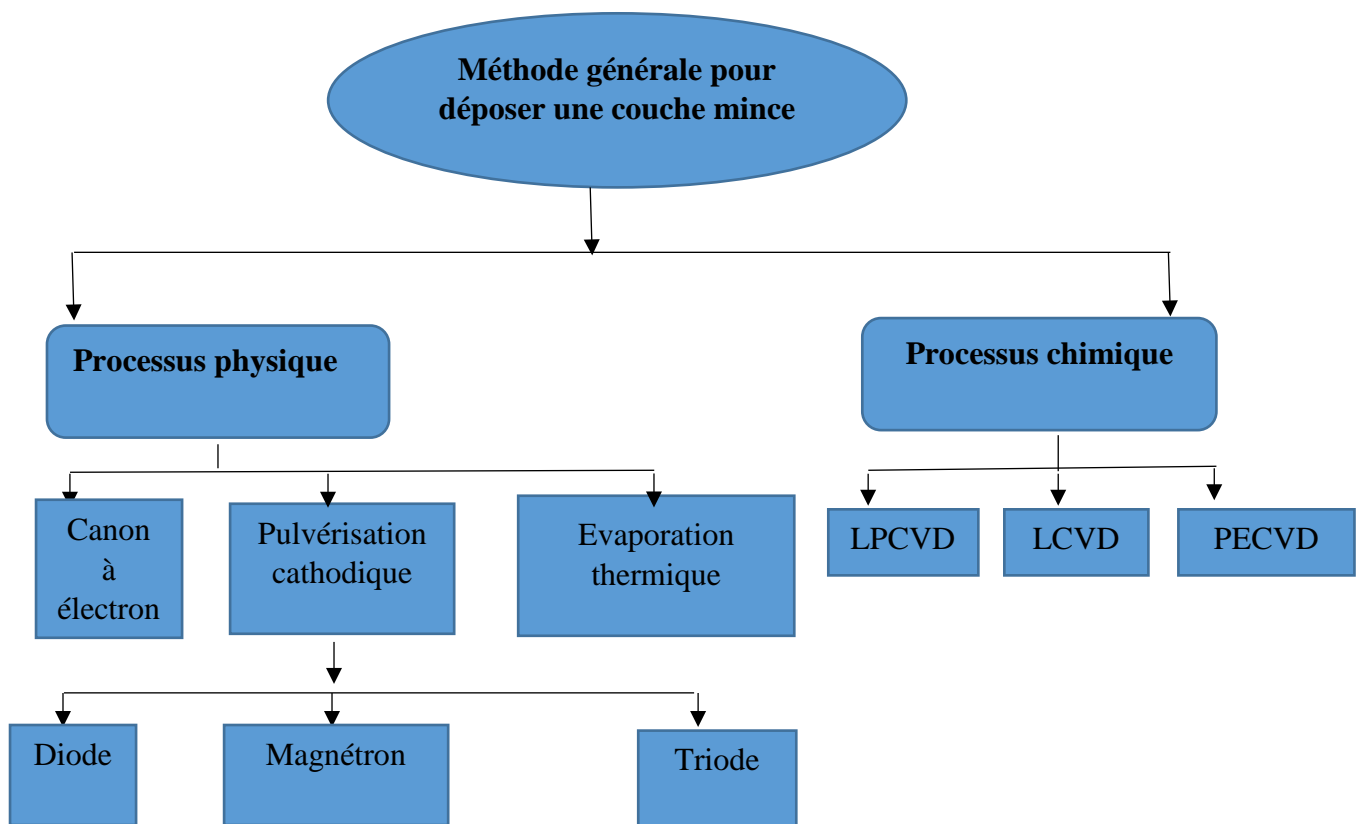 Méthode générale pour
déposer une couche mince
Processus physique
Processus chimique
Canon
à
électron
Pulvérisation
cathodique
Evaporation
thermique
LPCVD
LCVD
PECVD
Diode
Magnétron
Triode